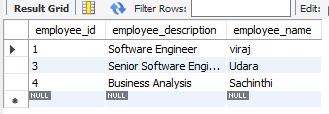 Result Grid Filter Rows: Edit:
employee_id employee_description employee_name
1 Software Engineer viraj
3 Senior Software Engi... Udara
4 Business Analysis Sachinthi
NULL NULL NULL